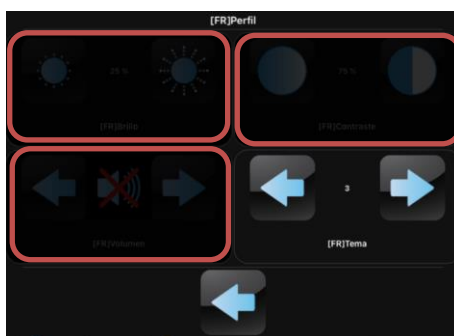 [FR]Perfil
25 %
75 %
[FR]Brillo
[FR]Contraste
3
[FR]Volumen
[FR]Tema